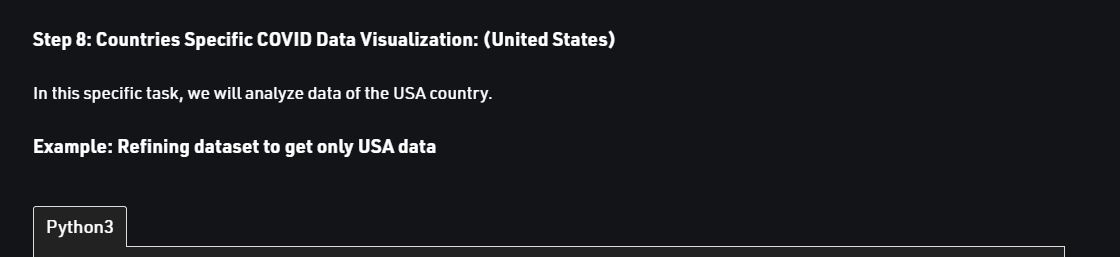 Step 8: Countries Specific COVID Data Visualization: (United States)
In this specific task, we will analyze data of the USA country.
Example: Refining dataset to get only USA data
Python3